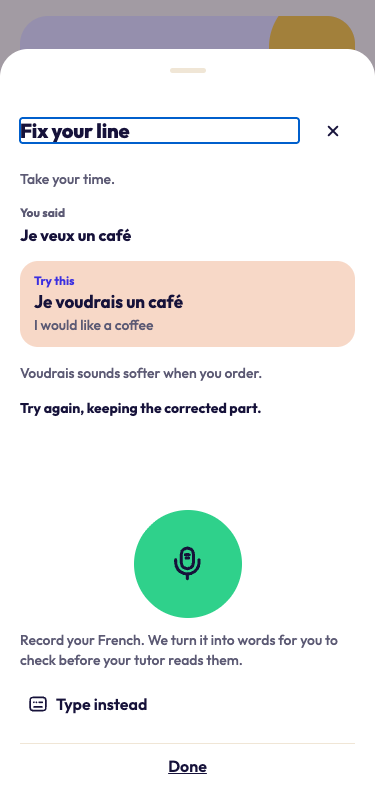 Fix your line
Take your time.
You said
Je veux un café
Try this
Je voudrais un café
I would like a coffee
Voudrais sounds softer when you order.
Try again, keeping the corrected part.
Record your French. We turn it into words for you to
check before your tutor reads them.
Type instead
Done